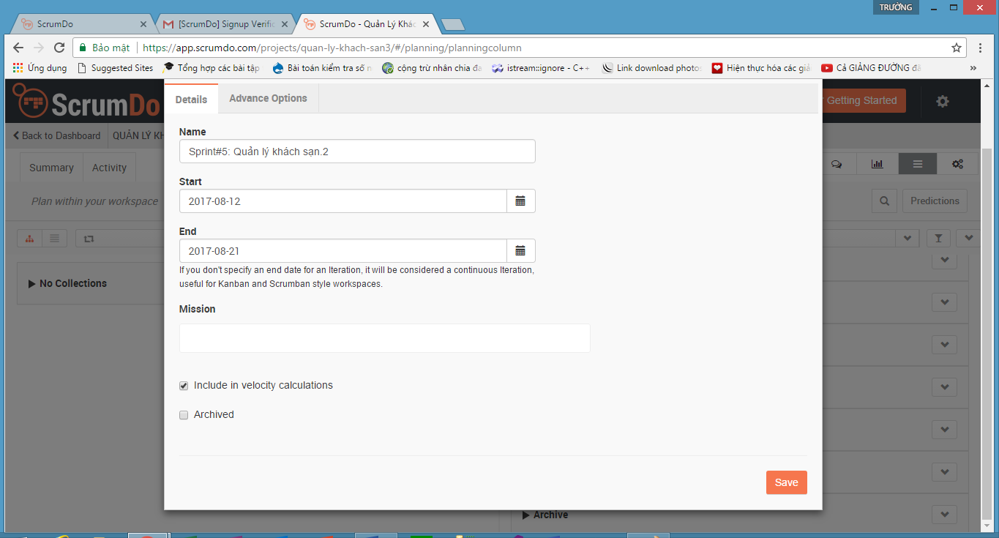 TRƯỜNG
ScrumDo
[ScrumDo] Signup Verific
ScrumDo - Quản Lý Khác
Bảo mật
https://app.scrumdo.com/projects/quan-ly-khach-san3/#/planning/planningcolumn
Ứng dụng
Suggested Sites
Tổng hợp các bài tập
Bài toán kiểm tra số n
cộng trừ nhân chia đa
istream::ignore - C++
Link download photos
Hiện thực hóa các giấ
Cả GIẢNG ĐƯỜNG đã
»
ScrumDo
Getting Started
Back to Dashboard
QUẢN LÝ KH
Summary
Activity
Plan within your workspace
Predictions
No Collections
Archive
Details
Advance Options
Name
Sprint#5: Quản lý khách sạn.2
Start
2017-08-12
End
2017-08-21
If you don't specify an end date for an Iteration, it will be considered a continuous Iteration,
useful for Kanban and Scrumban style workspaces.
Mission
Include in velocity calculations
Archived
Save